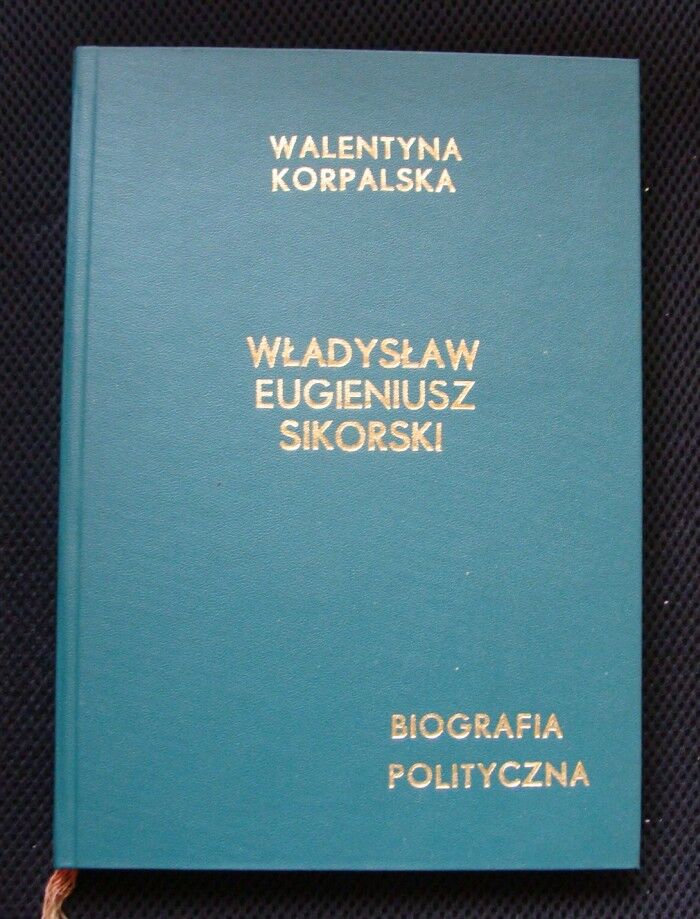 WALENTYNA
KORPALSKA
WŁADYSŁAW
EUGIENIUSZ
SIKORSKI
BIOGRAFIA
POLITYCZNA